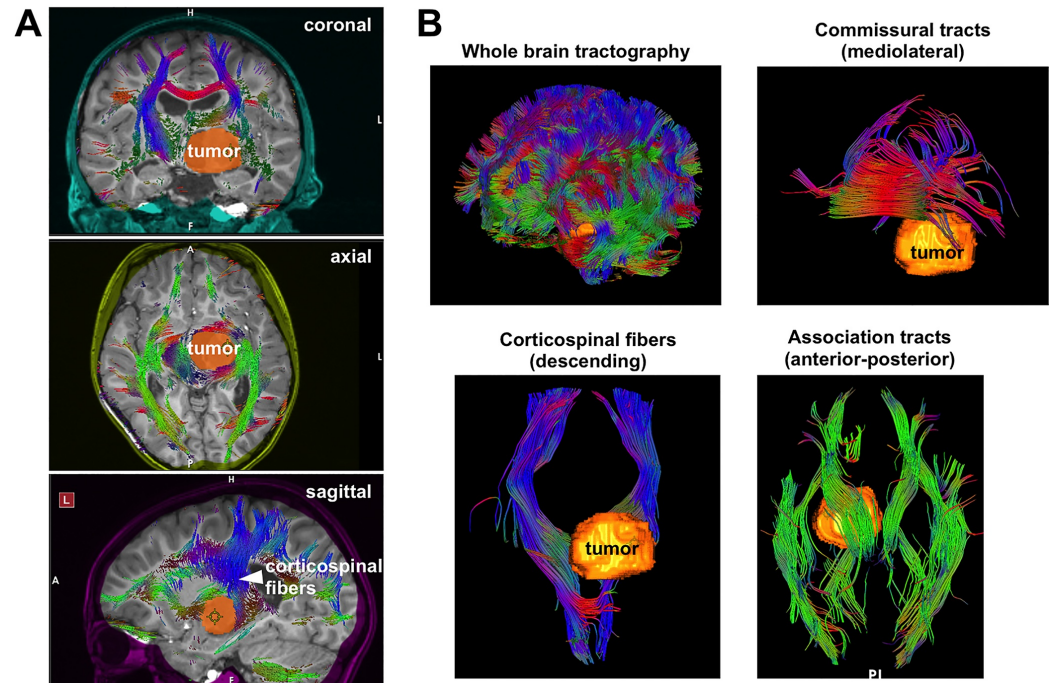 A
H
coronal
L
tumor
F
A
axial
tumor
L
P
H
L
sagittal
A
corticospinal
fibers
F
B
Whole brain tractography
Commissural tracts
(mediolateral)
tumor
Corticospinal fibers
(descending)
tumor
Association tracts
(anterior-posterior)